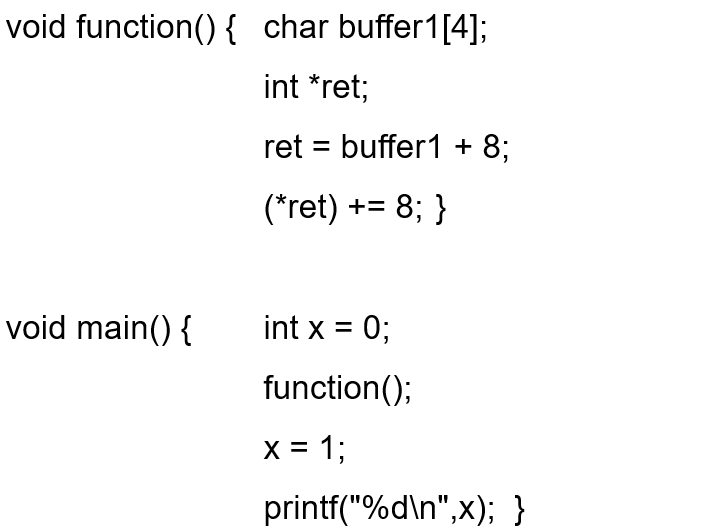 void function() { char buffer1[4];
int *ret;
ret = buffer1 + 8;
(*ret) += 8; }
void main() { int x = 0;
function();
x = 1;
printf("%d\n",x); }